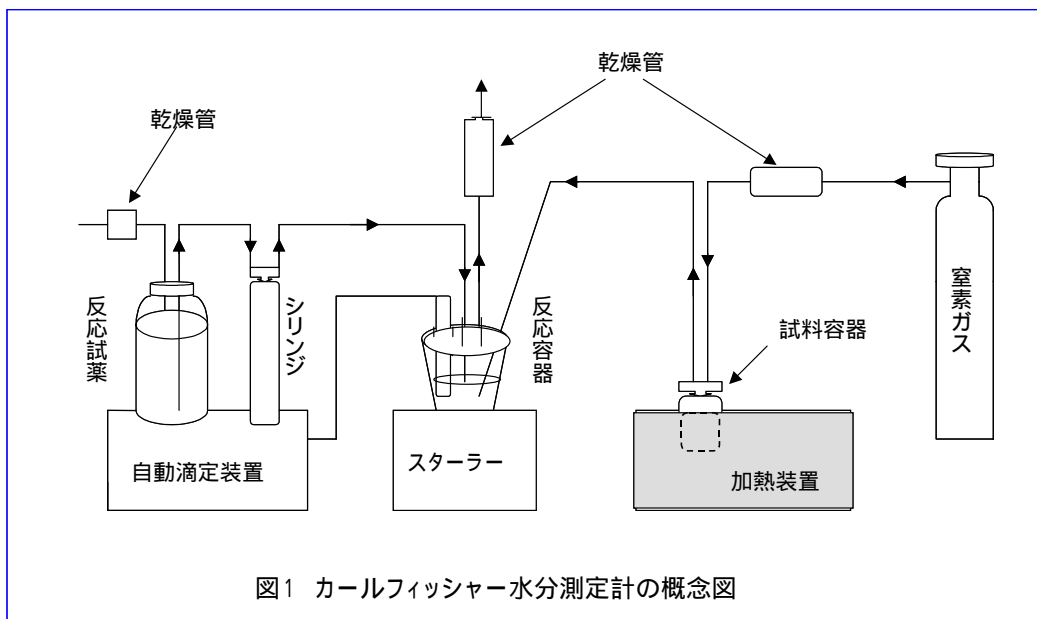 乾燥管
乾燥管
反応試薬
シリンジ
反応容器
窒素ガス
試料容器
自動滴定装置
スターラー
加熱装置
図1 カールフィッシャー水分測定計の概念図